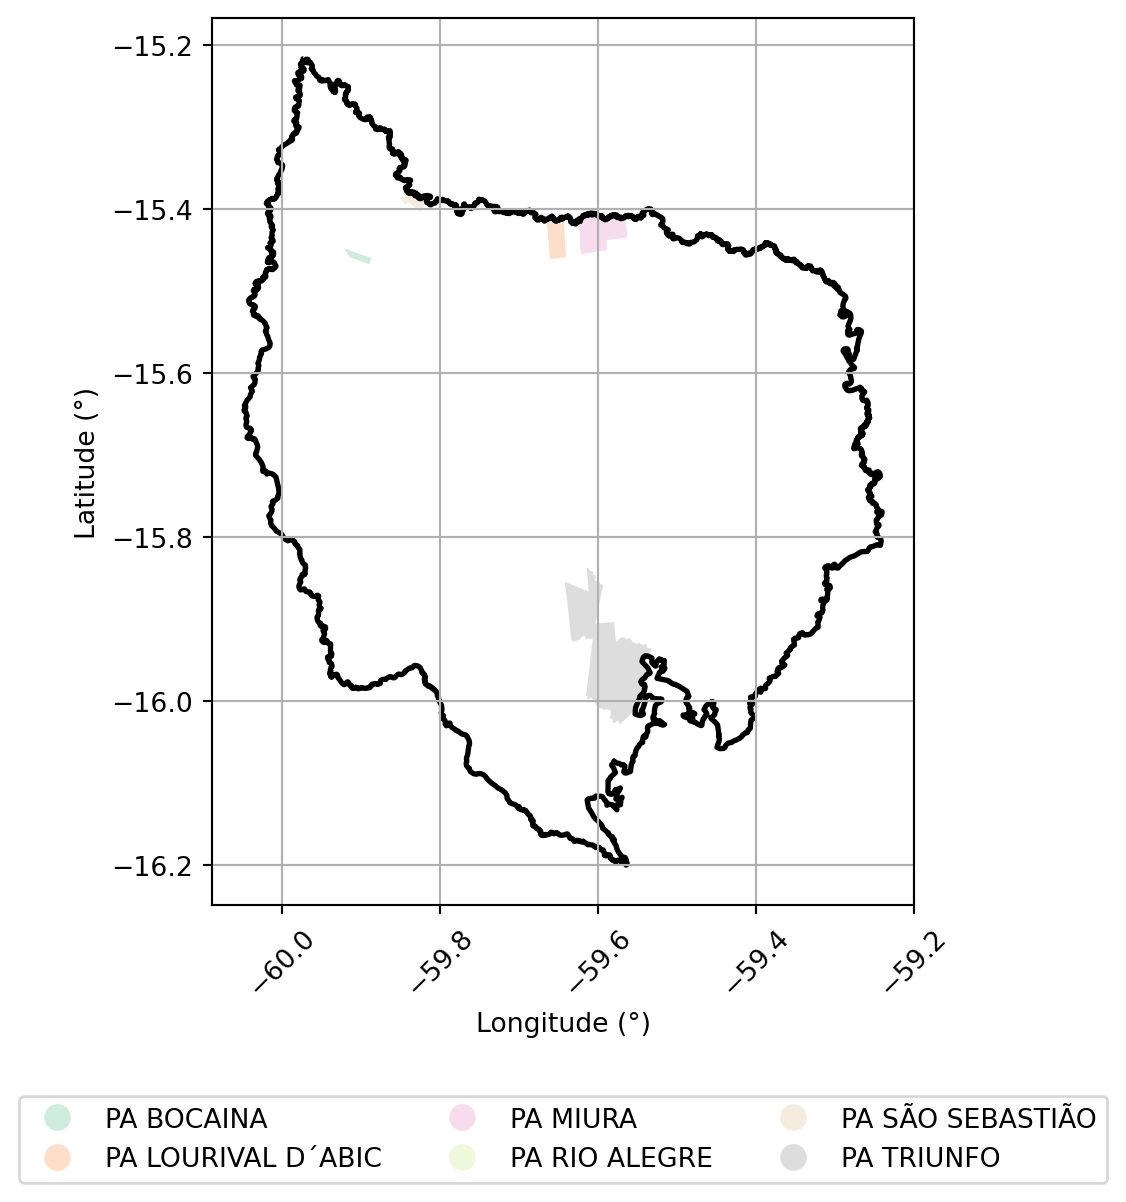 −15.2
−15.4
−15.6
−15.8
−16.0
−16.2
Latitude (°)
−60.0
−59.8
−59.6
−59.4
−59.2
Longitude (°)
PA BOCAINA
PA MIURA
PA SÃO SEBASTIÃO
PA LOURIVAL D´ABIC
PA RIO ALEGRE
PA TRIUNFO